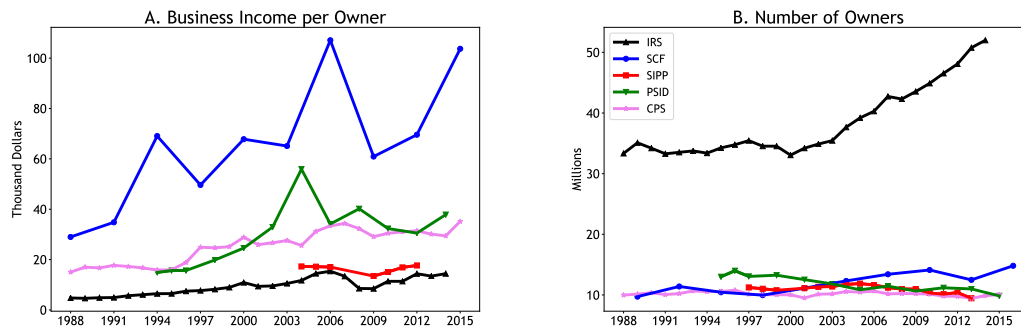 A. Business Income per Owner
Thousand Dollars
100
80
60
40
20
0
1988 1991 1994 1997 2000 2003 2006 2009 2012 2015
B. Number of Owners
Millions
50
40
30
20
10
IRS
SCF
SIPP
PSID
CPS
1988 1991 1994 1997 2000 2003 2006 2009 2012 2015